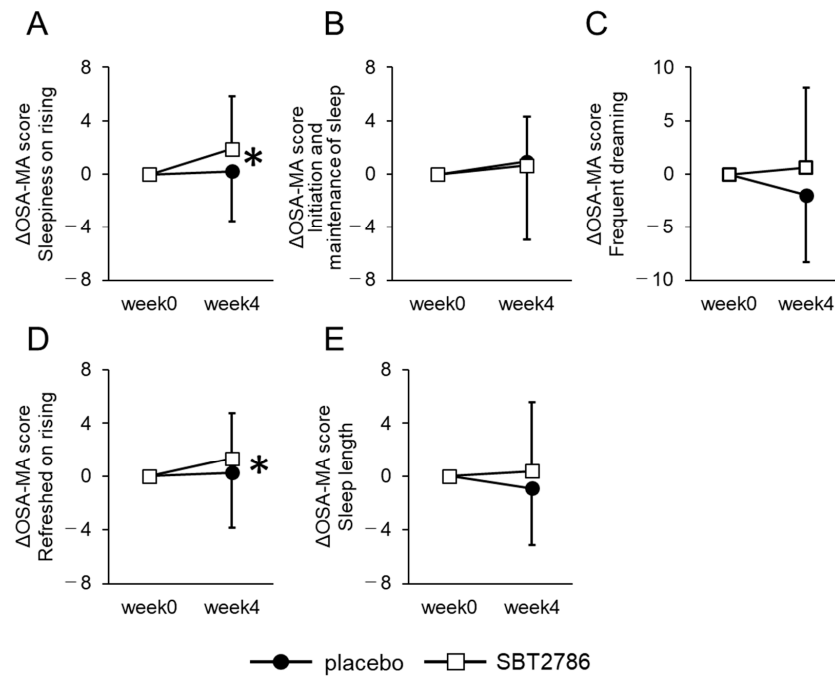 A
ΔOSA-MA score
Sleepiness on rising
8
4
0
−4
−8
*
week0 week4
B
ΔOSA-MA score
Initiation and
maintenance of sleep
8
4
0
−4
−8
week0 week4
C
ΔOSA-MA score
Frequent dreaming
10
5
0
−5
−10
week0 week4
D
ΔOSA-MA score
Refreshed on rising
8
4
0
−4
−8
*
week0 week4
E
ΔOSA-MA score
Sleep length
8
4
0
−4
−8
week0 week4
placebo SBT2786